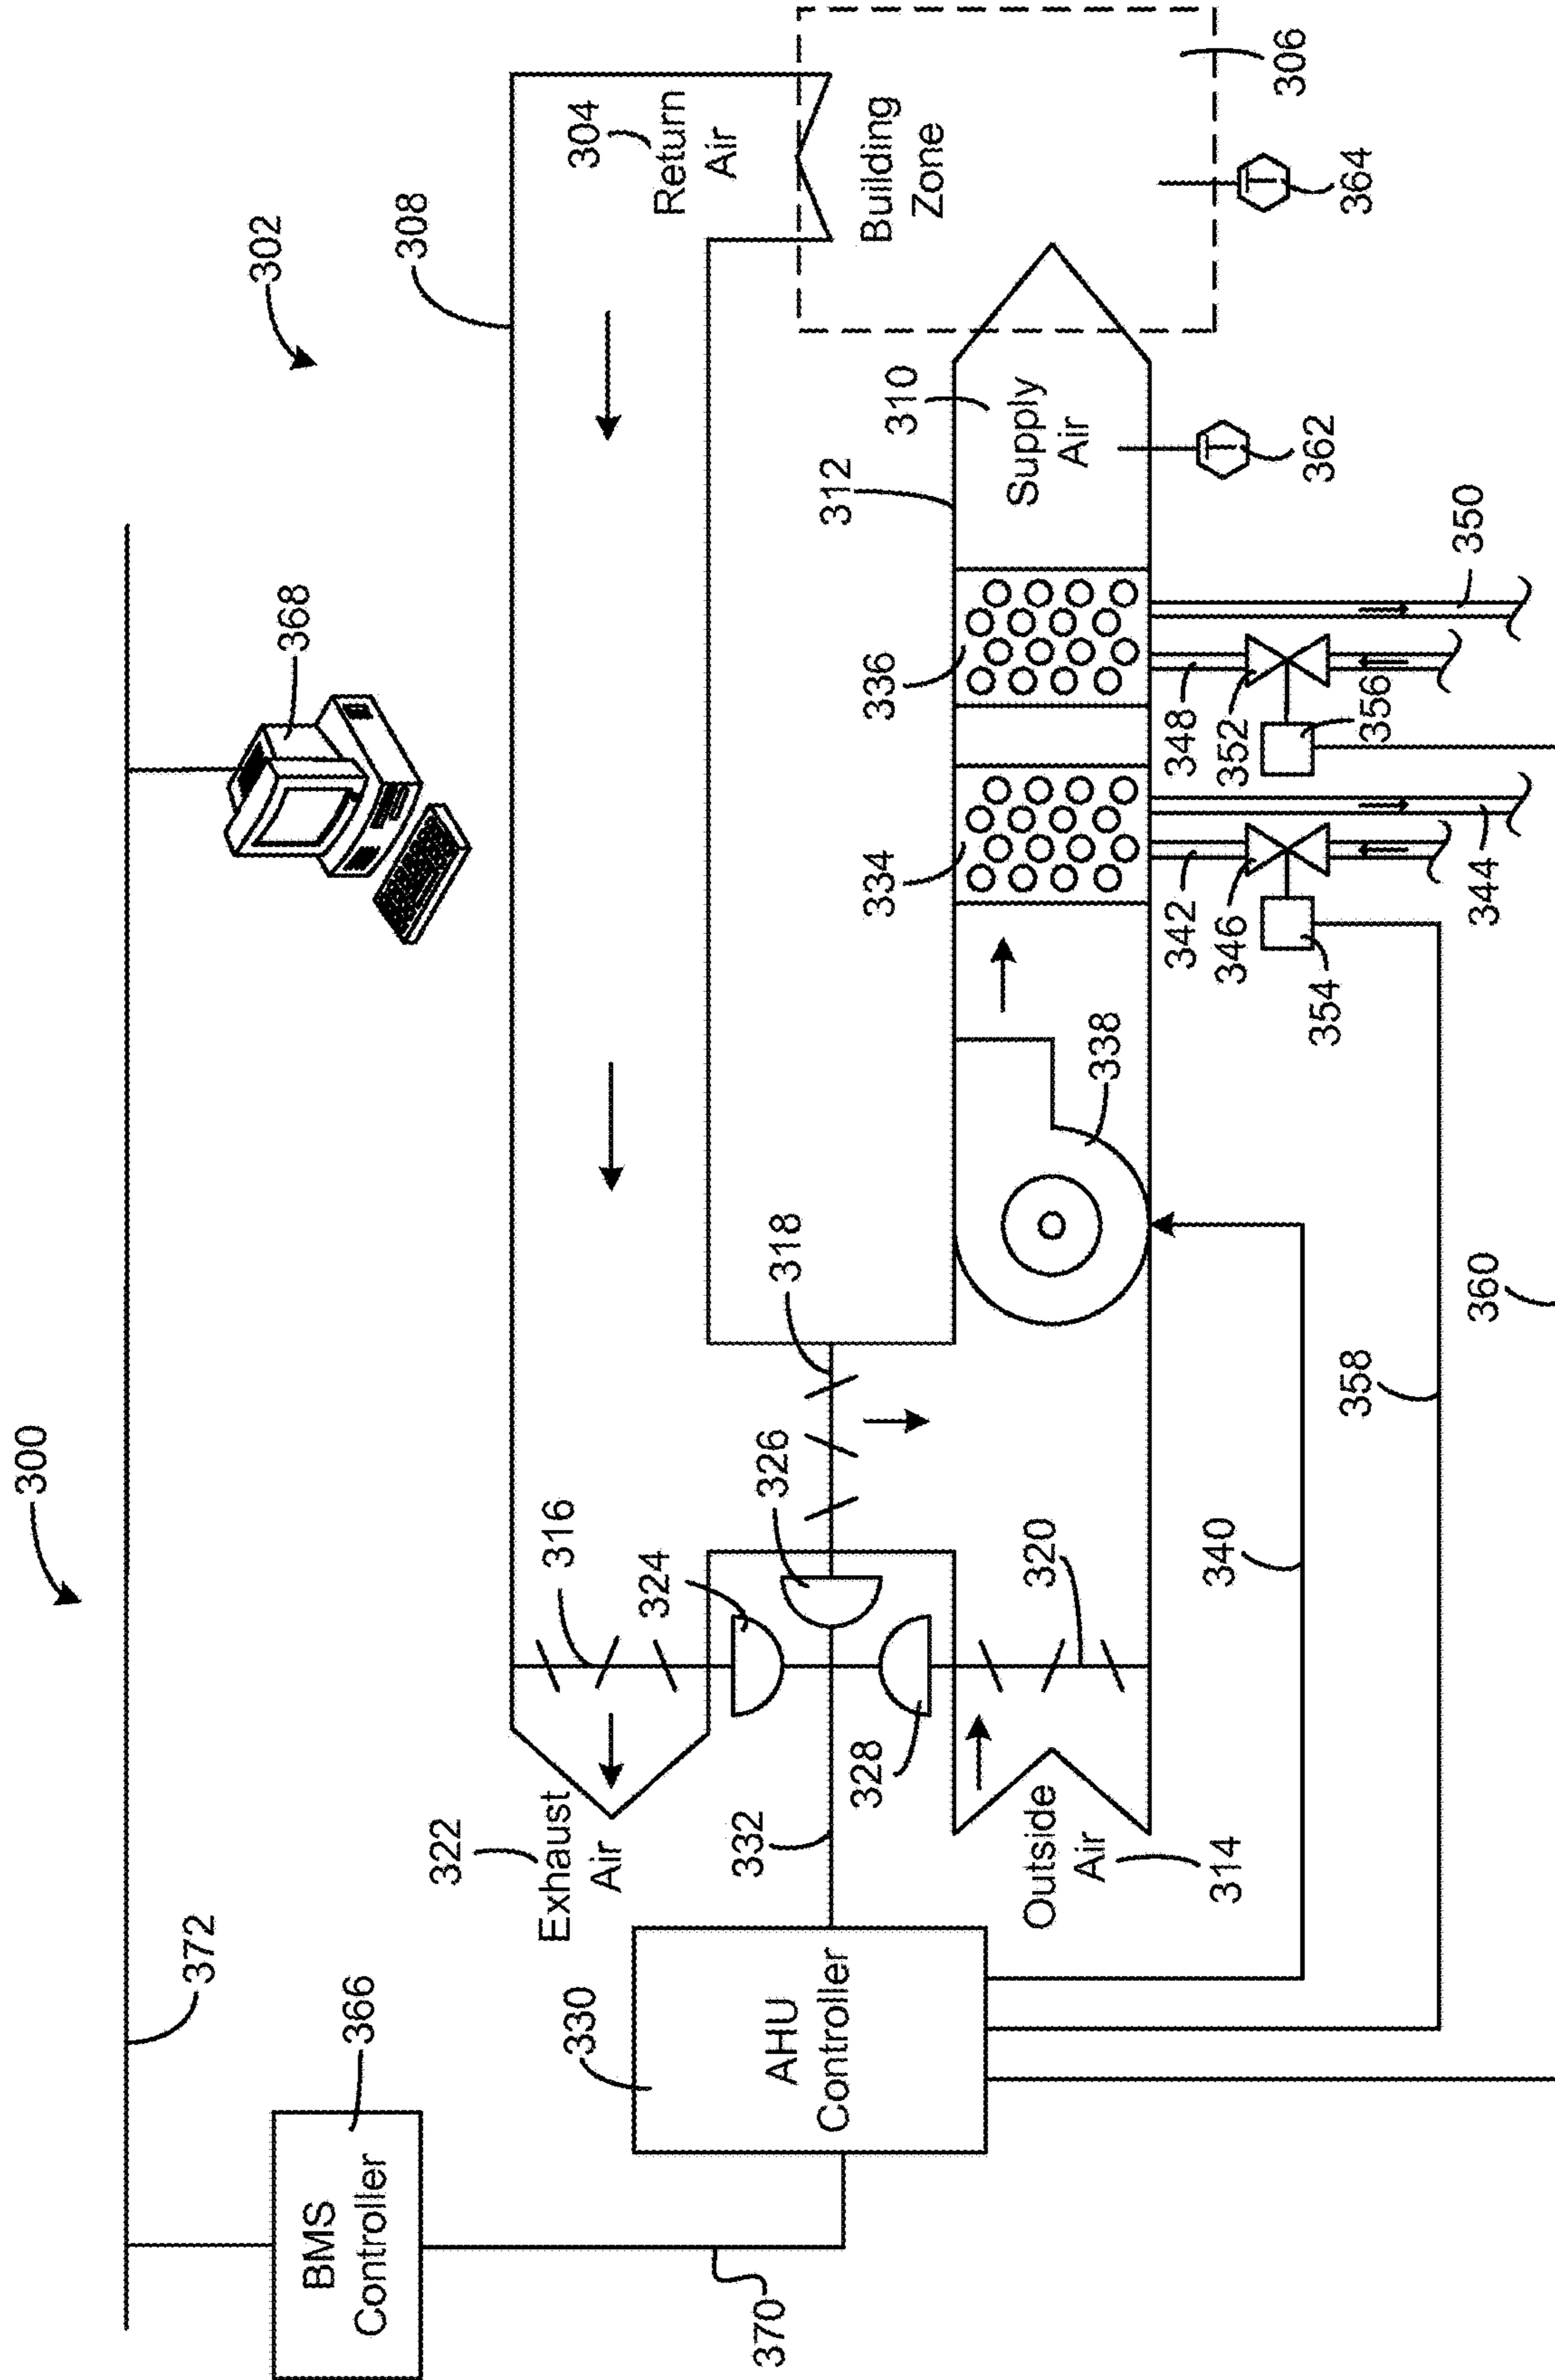 300
372
BMS
Controller
366
370
368
302
308
304
Return
Air
Building
Zone
306
364
322
Exhaust
Air
316
324
326
318
328
332
330
AHU
Controller
Outside
Air
314
320
338
334
336
312
310
Supply
Air
362
340
342
346
354
344
348
352
356
350
358
360